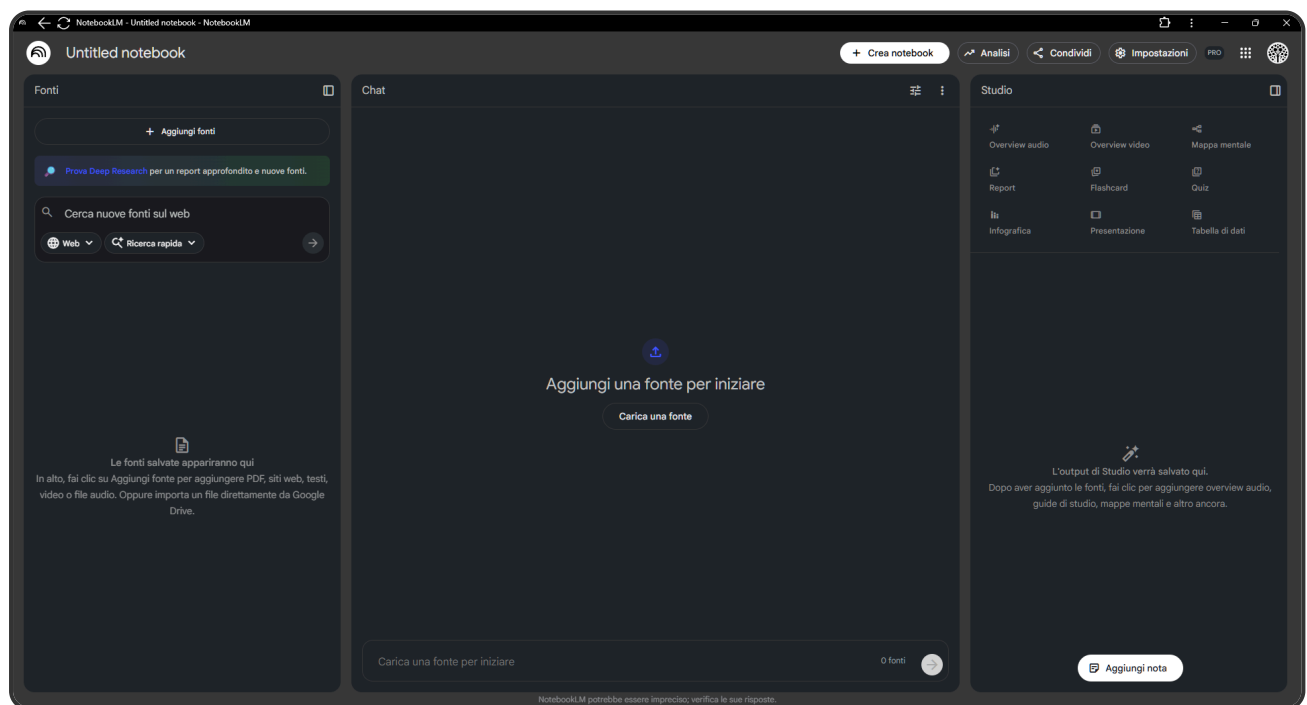 NotebookLM - Untitled notebook - NotebookLM
Untitled notebook
+ Crea notebook
Analisi
Condividi
Impostazioni
PRO
Fonti
+ Aggiungi fonti
Prova Deep Research per un report approfondito e nuove fonti.
Cerca nuove fonti sul web
Web
Ricerca rapida
Le fonti salvate appariranno qui
In alto, fai clic su Aggiungi fonte per aggiungere PDF, siti web, testi,
video o file audio. Oppure importa un file direttamente da Google
Drive.
Chat
Aggiungi una fonte per iniziare
Carica una fonte
Carica una fonte per iniziare
0 fonti
NotebookLM potrebbe essere impreciso; verifica le sue risposte.
Studio
Overview audio
Overview video
Mappa mentale
Report
Flashcard
Quiz
Infografica
Presentazione
Tabella di dati
L'output di Studio verrà salvato qui.
Dopo aver aggiunto le fonti, fai clic per aggiungere overview audio,
guide di studio, mappe mentali e altro ancora.
Aggiungi nota